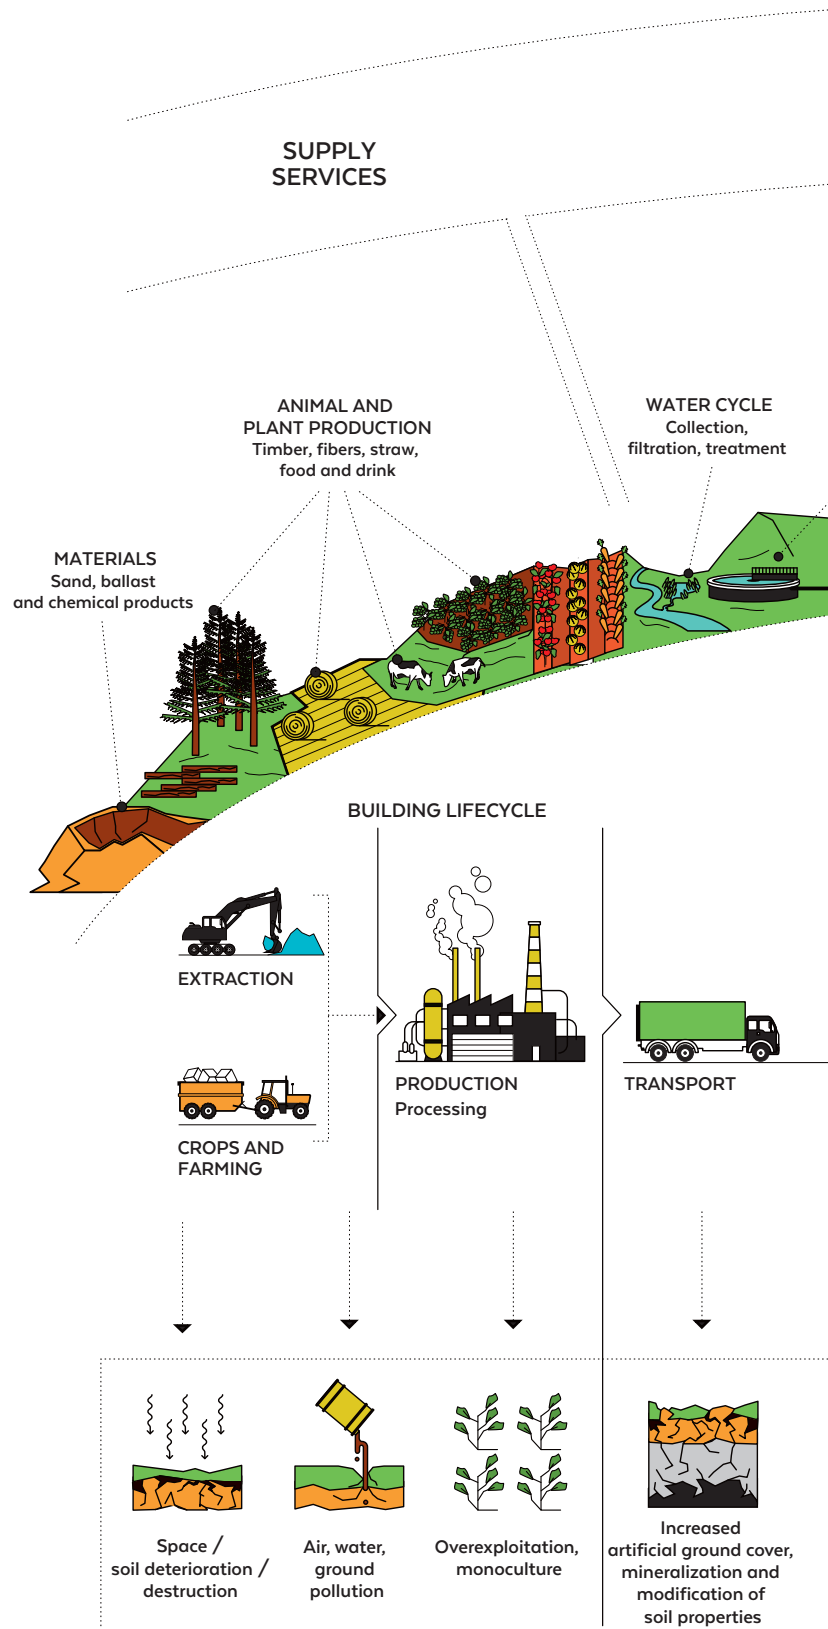 SUPPLY
SERVICES
ANIMAL AND
PLANT PRODUCTION
Timber, fibers, straw,
food and drink
WATER CYCLE
Collection,
filtration, treatment
MATERIALS
Sand, ballast
and chemical products
BUILDING LIFECYCLE
EXTRACTION
CROPS AND
FARMING
PRODUCTION
Processing
TRANSPORT
Space /
soil deterioration /
destruction
Air, water,
ground
pollution
Overexploitation,
monoculture
Increased
artificial ground cover,
mineralization and
modification of
soil properties